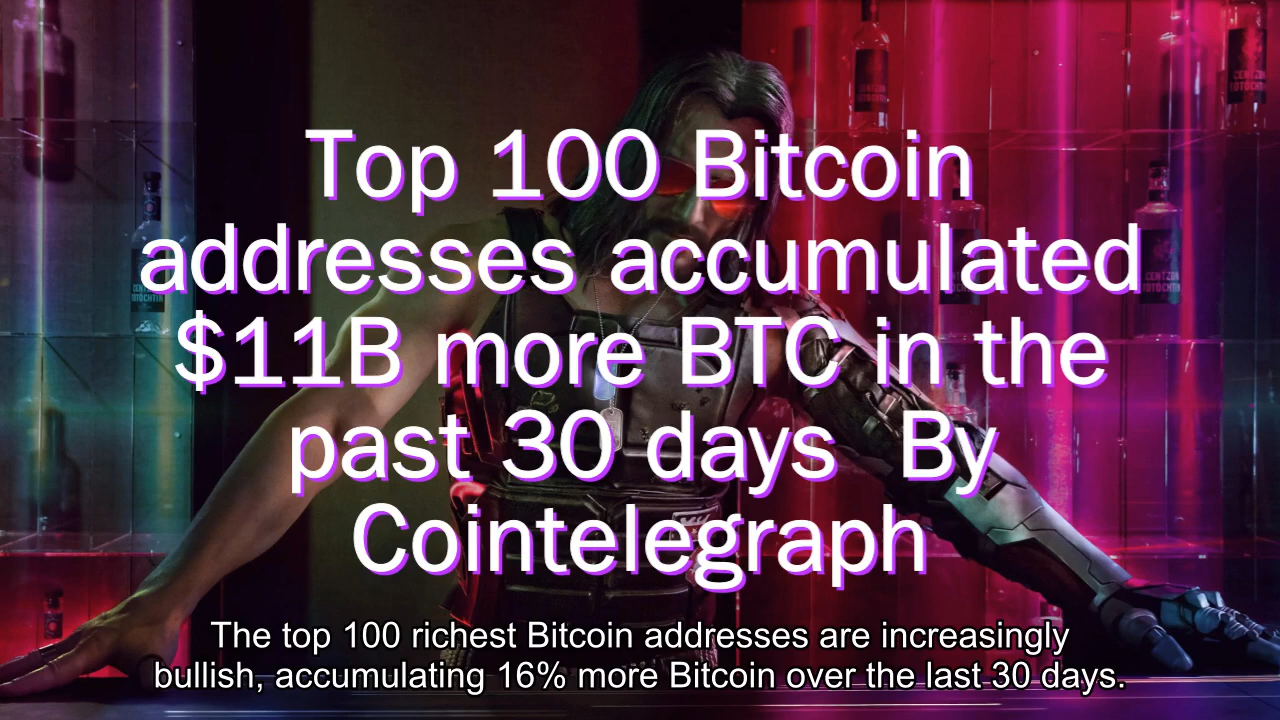 Top 100 Bitcoin
addresses accumulated
$11B more BTC in the
past 30 days By
Cointelegraph
The top 100 richest Bitcoin addresses are increasingly
bullish, accumulating 16% more Bitcoin over the last 30 days.